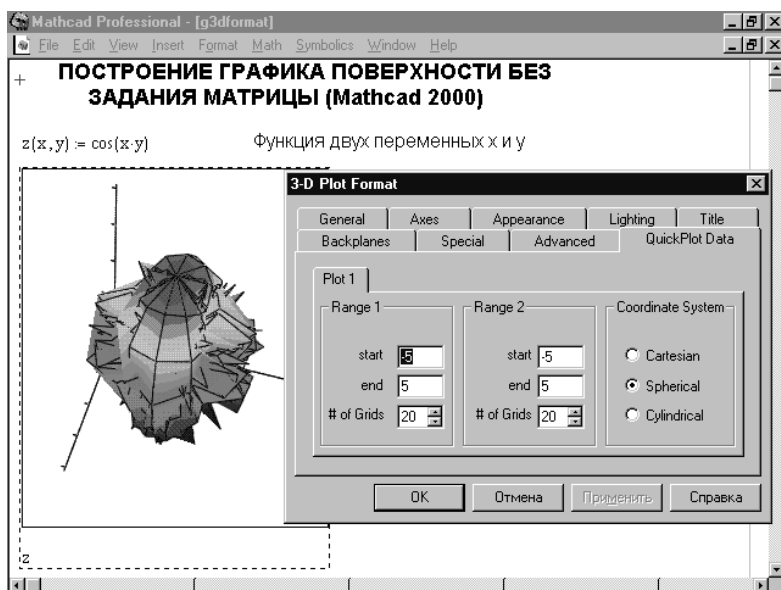 Mathcad Professional - [g3dformat]
File Edit View Insert Format Math Symbolics Window Help
ПОСТРОЕНИЕ ГРАФИКА ПОВЕРХНОСТИ БЕЗ
ЗАДАНИЯ МАТРИЦЫ (Mathcad 2000)
z(x,y) := cos(x·y) Функция двух переменных x и y
3-D Plot Format
General Axes Appearance Lighting Title
Backplanes Special Advanced QuickPlot Data
Plot 1
Range 1 Range 2 Coordinate System
start -5 start -5 Cartesian
end 5 end 5 Spherical
# of Grids 20 # of Grids 20 Cylindrical
OK Отмена Применить Справка
z